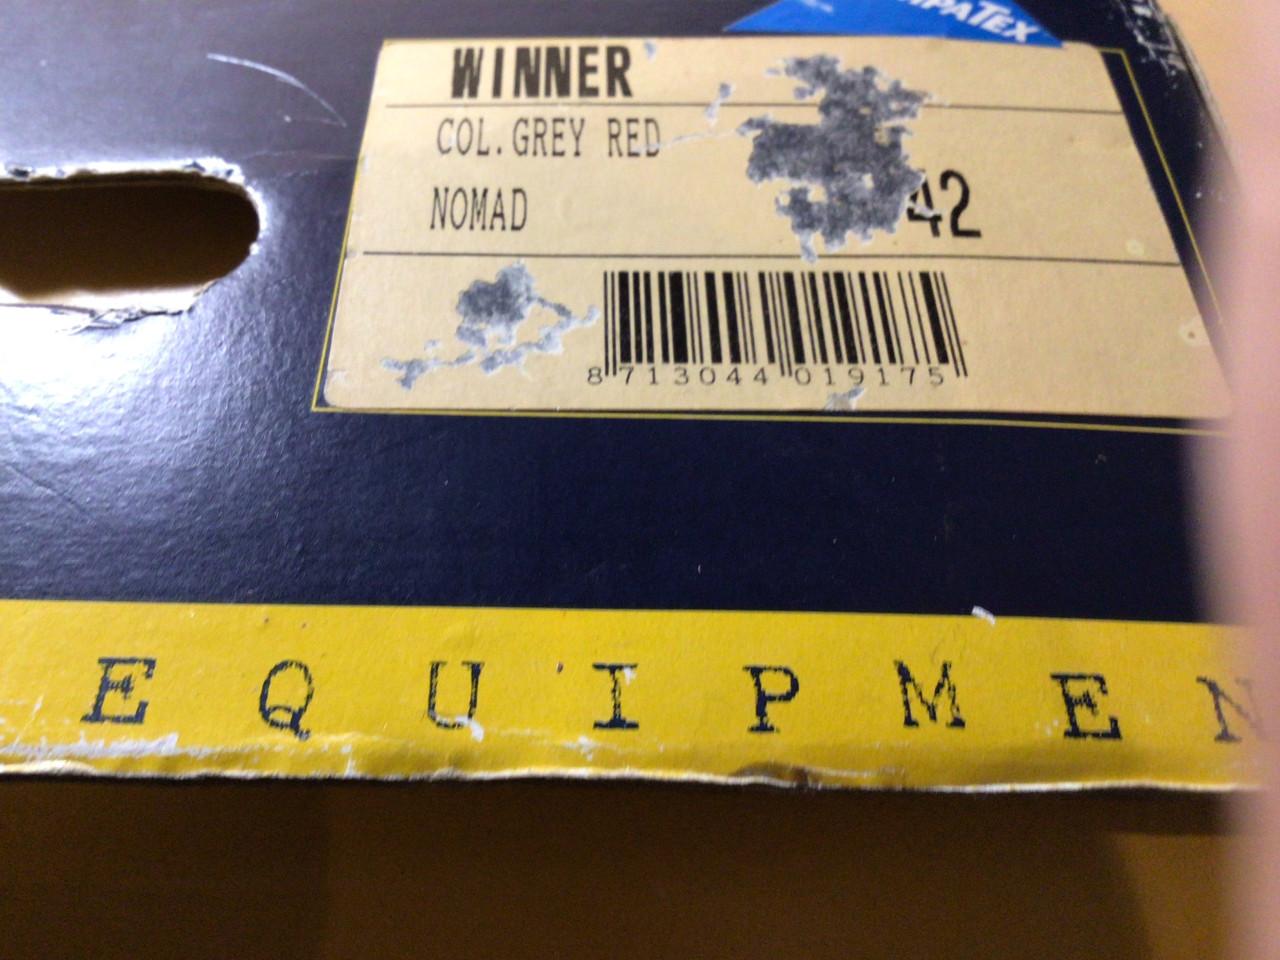 WINNER
COL.GREY RED
NOMAD
42
8 713044 019175
EQUIPMEN